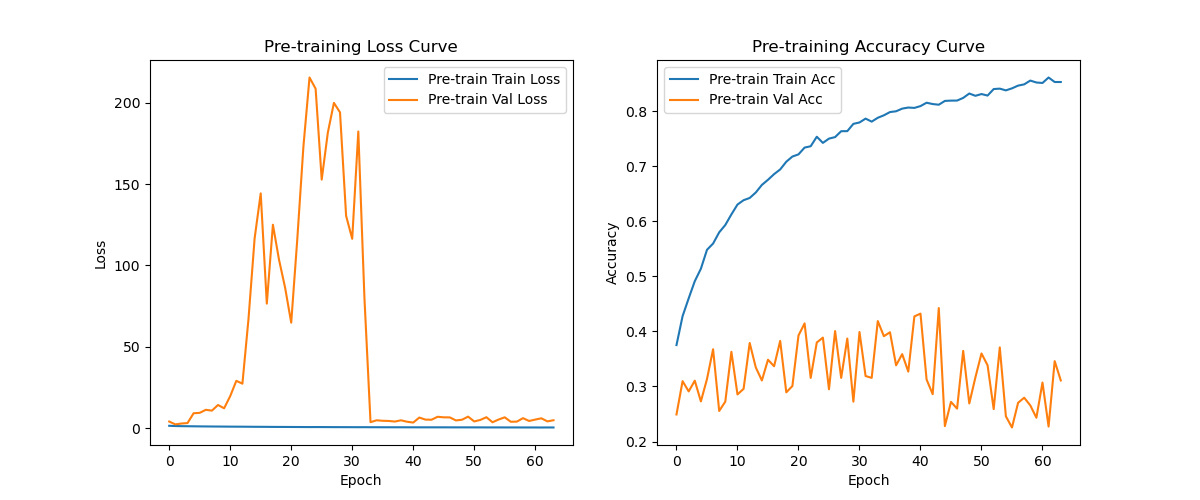 Pre-training Loss Curve
Pre-train Train Loss
Pre-train Val Loss
Loss
200
150
100
50
0
0 10 20 30 40 50 60
Epoch
Pre-training Accuracy Curve
Pre-train Train Acc
Pre-train Val Acc
Accuracy
0.8
0.7
0.6
0.5
0.4
0.3
0.2
0 10 20 30 40 50 60
Epoch